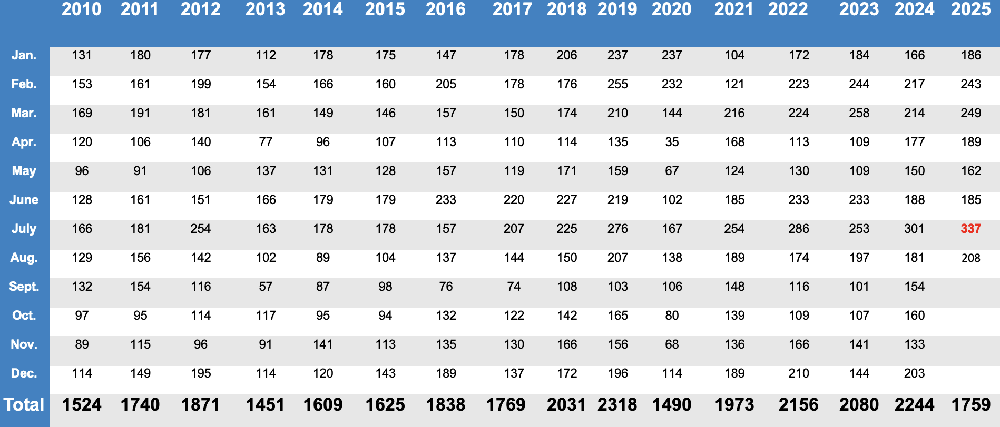 2010 2011 2012 2013 2014 2015 2016 2017 2018 2019 2020 2021 2022 2023 2024 2025
Jan. 131 180 177 112 178 175 147 178 206 237 237 104 172 184 166 186
Feb. 153 161 199 154 166 160 205 178 176 255 232 121 223 244 217 243
Mar. 169 191 181 161 149 146 157 150 174 210 144 216 224 258 214 249
Apr. 120 106 140 77 96 107 113 110 114 135 35 168 113 109 177 189
May 96 91 106 137 131 128 157 119 171 159 67 124 130 109 150 162
June 128 161 151 166 179 179 233 220 227 219 102 185 233 233 188 185
July 166 181 254 163 178 178 157 207 225 276 167 254 286 253 301 337
Aug. 129 156 142 102 89 104 137 144 150 207 138 189 174 197 181 208
Sept. 132 154 116 57 87 98 76 74 108 103 106 148 116 101 154
Oct. 97 95 114 117 95 94 132 122 142 165 80 139 109 107 160
Nov. 89 115 96 91 141 113 135 130 166 156 68 136 166 141 133
Dec. 114 149 195 114 120 143 189 137 172 196 114 189 210 144 203
Total 1524 1740 1871 1451 1609 1625 1838 1769 2031 2318 1490 1973 2156 2080 2244 1759